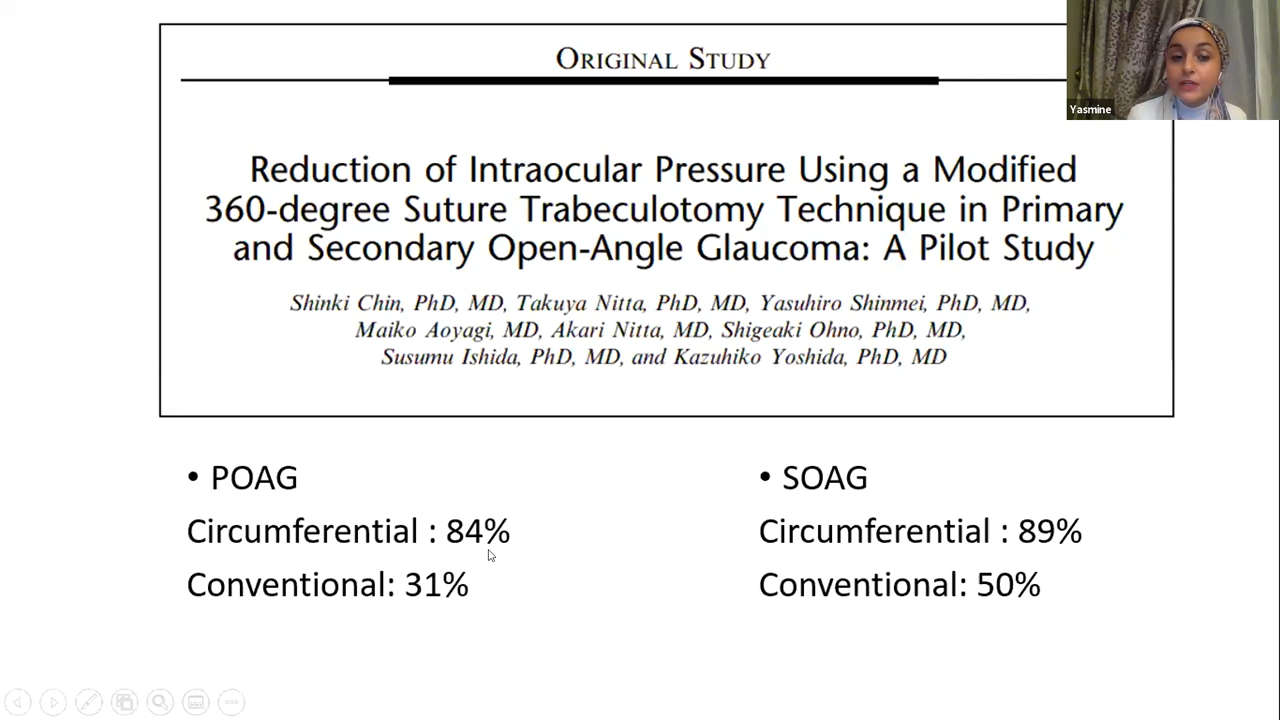 ORIGINAL STUDY
Yasmine
Reduction of Intraocular Pressure Using a Modified
360-degree Suture Trabeculotomy Technique in Primary
and Secondary Open-Angle Glaucoma: A Pilot Study
Shinki Chin, PhD, MD, Takuya Nitta, PhD, MD, Yasuhiro Shinmei, PhD, MD,
Maiko Aoyagi, MD, Akari Nitta, MD, Shigeaki Ohno, PhD, MD,
Susumu Ishida, PhD, MD, and Kazuhiko Yoshida, PhD, MD
• POAG
Circumferential : 84%
Conventional: 31%
• SOAG
Circumferential : 89%
Conventional: 50%